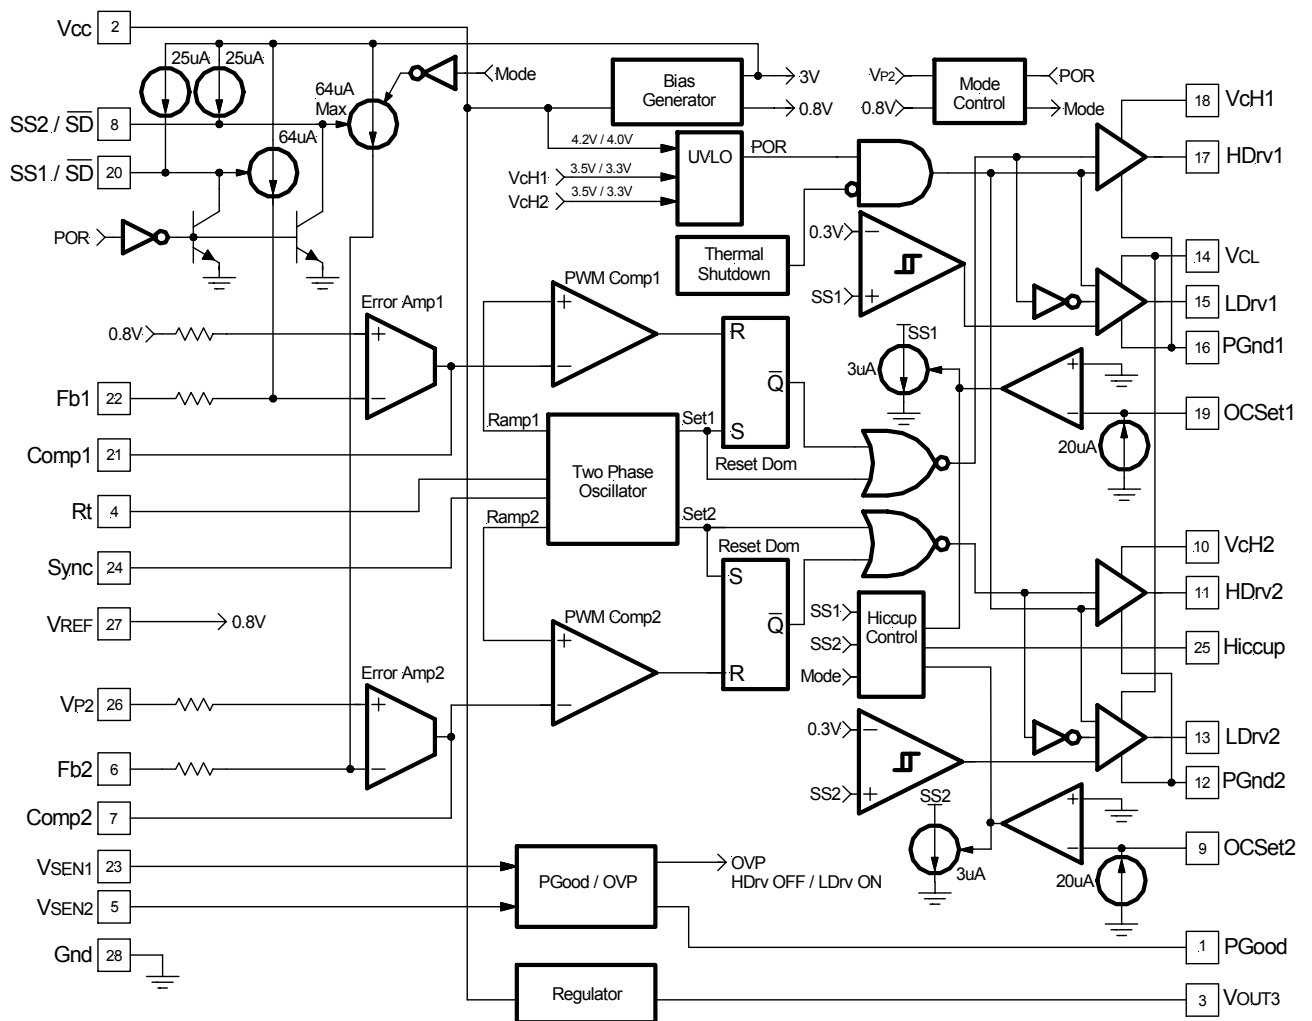 Vcc
2
25uA
25uA
64uA
Max
Mode
Bias
Generator
3V
0.8V
VP2
0.8V
Mode
Control
POR
Mode
18
VcH1
SS2 / SD
8
64uA
4.2V / 4.0V
UVLO
POR
17
HDrv1
SS1 / SD
20
VcH1
3.5V / 3.3V
VcH2
3.5V / 3.3V
POR
Thermal
Shutdown
0.3V
SS1
14
VCL
Error Amp1
PWM Comp1
15
LDrv1
0.8V
R
SS1
16
PGnd1
3uA
Fb1
22
Q
19
OCSet1
Ramp1
Set1
S
20uA
Comp1
21
Two Phase
Oscillator
Reset Dom
Rt
4
Ramp2
Set2
Reset Dom
10
VcH2
Sync
24
S
11
HDrv2
VREF
27
0.8V
PWM Comp2
Q
SS1
SS2
Mode
Hiccup
Control
25
Hiccup
Error Amp2
R
VP2
26
0.3V
13
LDrv2
Fb2
6
SS2
12
PGnd2
Comp2
7
SS2
9
OCSet2
VSEN1
23
PGood / OVP
OVP
HDrv OFF / LDrv ON
3uA
20uA
VSEN2
5
Gnd
28
1
PGood
Regulator
3
VOUT3